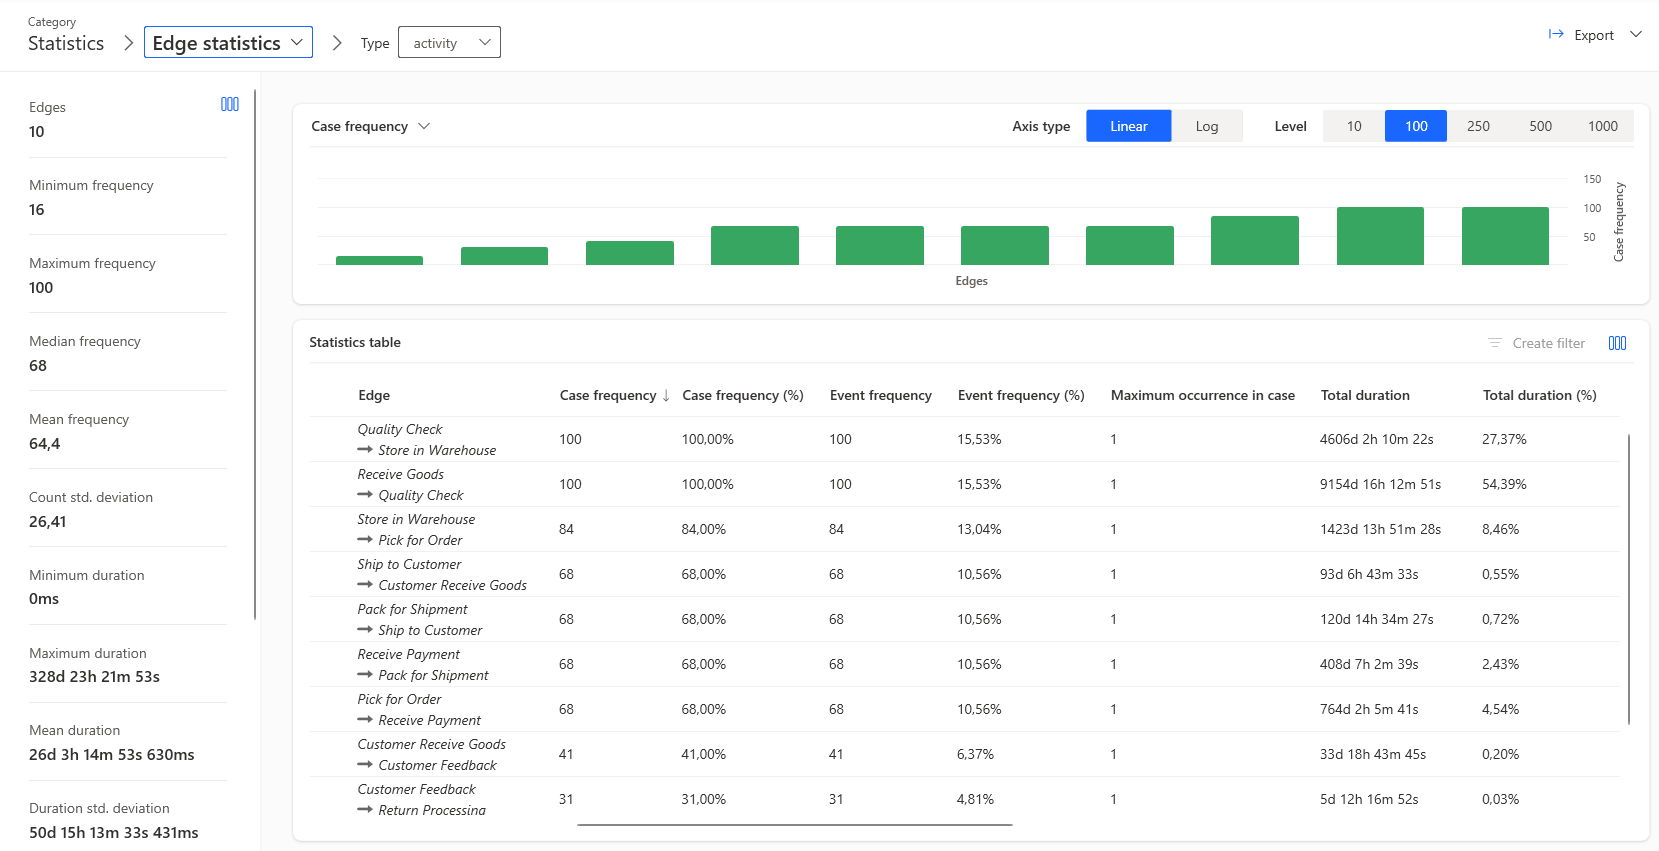 Category
Statistics
Edge statistics
Type
activity
Export
Edges
10
Minimum frequency
16
Maximum frequency
100
Median frequency
68
Mean frequency
64,4
Count std. deviation
26,41
Minimum duration
0ms
Maximum duration
328d 23h 21m 53s
Mean duration
26d 3h 14m 53s 630ms
Duration std. deviation
50d 15h 13m 33s 431ms
Case frequency
Axis type
Linear
Log
Level
10
100
250
500
1000
150
100
50
Case frequency
Edges
Statistics table
Create filter
Edge Case frequency Case frequency (%) Event frequency Event frequency (%) Maximum occurrence in case Total duration Total duration (%)
Quality Check
Store in Warehouse
100 100,00% 100 15,53% 1 4606d 2h 10m 22s 27,37%
Receive Goods
Quality Check
100 100,00% 100 15,53% 1 9154d 16h 12m 51s 54,39%
Store in Warehouse
Pick for Order
84 84,00% 84 13,04% 1 1423d 13h 51m 28s 8,46%
Ship to Customer
Customer Receive Goods
68 68,00% 68 10,56% 1 93d 6h 43m 33s 0,55%
Pack for Shipment
Ship to Customer
68 68,00% 68 10,56% 1 120d 14h 34m 27s 0,72%
Receive Payment
Pack for Shipment
68 68,00% 68 10,56% 1 408d 7h 2m 39s 2,43%
Pick for Order
Receive Payment
68 68,00% 68 10,56% 1 764d 2h 5m 41s 4,54%
Customer Receive Goods
Customer Feedback
41 41,00% 41 6,37% 1 33d 18h 43m 45s 0,20%
Customer Feedback
Return Processing
31 31,00% 31 4,81% 1 5d 12h 16m 52s 0,03%